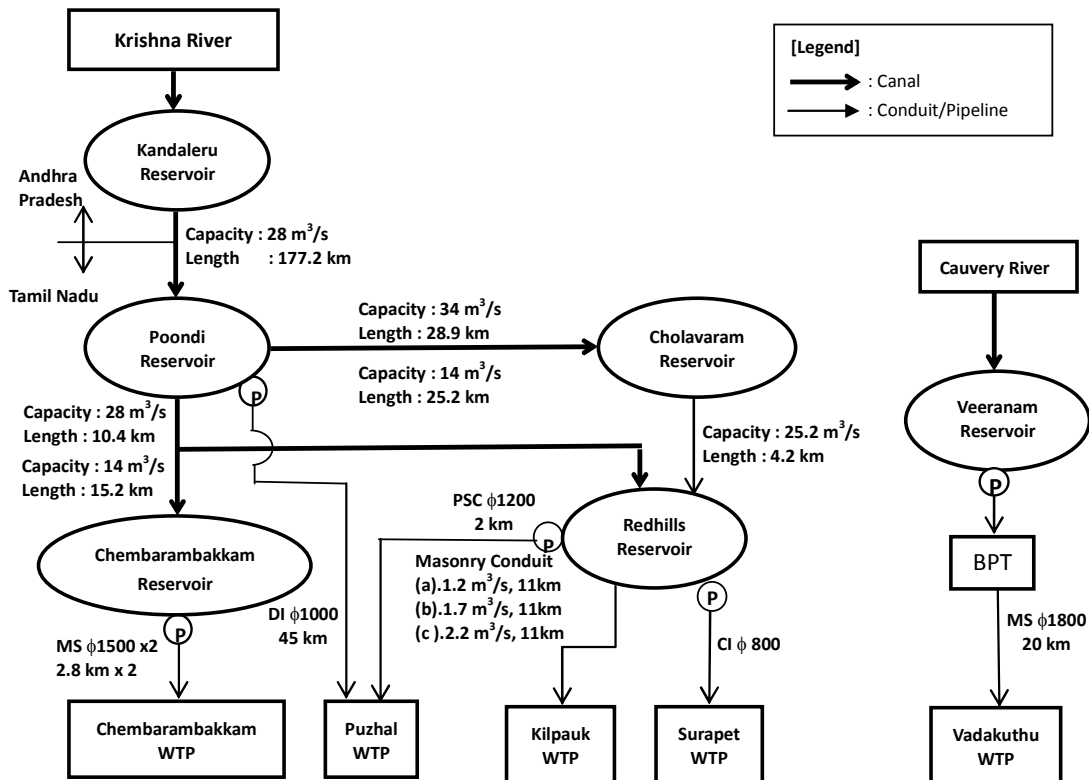 Krishna River
[Legend]
: Canal
: Conduit/Pipeline
Kandaleru
Reservoir
Andhra
Pradesh
Capacity : 28 m³/s
Length : 177.2 km
Tamil Nadu
Cauvery River
Poondi
Reservoir
Capacity : 34 m³/s
Length : 28.9 km
Cholavaram
Reservoir
Capacity : 14 m³/s
Length : 25.2 km
P
Veeranam
Reservoir
Capacity : 28 m³/s
Length : 10.4 km
Capacity : 25.2 m³/s
Length : 4.2 km
Capacity : 14 m³/s
Length : 15.2 km
P
PSC ϕ1200
2 km
P
Redhills
Reservoir
Chembarambakkam
Reservoir
Masonry Conduit
(a).1.2 m³/s, 11km
(b).1.7 m³/s, 11km
(c ).2.2 m³/s, 11km
BPT
P
DI ϕ1000
45 km
P
MS ϕ1500 x2
2.8 km x 2
CI ϕ 800
MS ϕ1800
20 km
Chembarambakkam
WTP
Puzhal
WTP
Kilpauk
WTP
Surapet
WTP
Vadakuthu
WTP